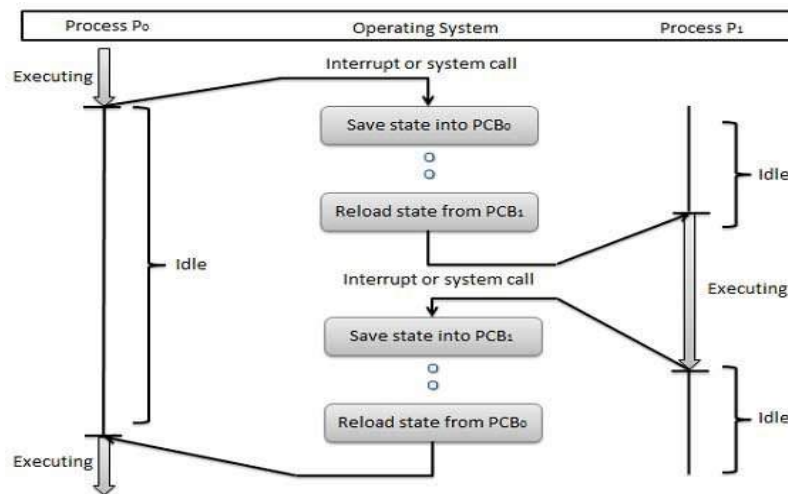 Process P₀ Operating System Process P₁
Interrupt or system call
Executing
Save state into PCB₀
Idle
Reload state from PCB₁
Idle
Interrupt or system call
Executing
Save state into PCB₁
Reload state from PCB₀
Idle
Executing